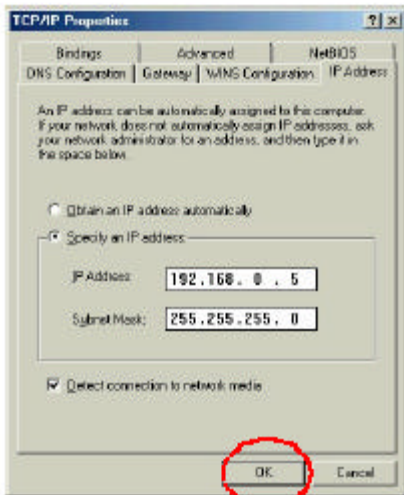 TCP/IP Properties
Bindings Advanced NetBIOS
DNS Configuration Gateway WINS Configuration IP Address
An IP address can be automatically assigned to this computer.
If your network does not automatically assign IP addresses, ask
your network administrator for an address, and then type it in
the space below.
Obtain an IP address automatically
Specify an IP address:
IP Address: 192.168. 0 . 5
Subnet Mask: 255.255.255. 0
Detect connection to network media
OK Cancel